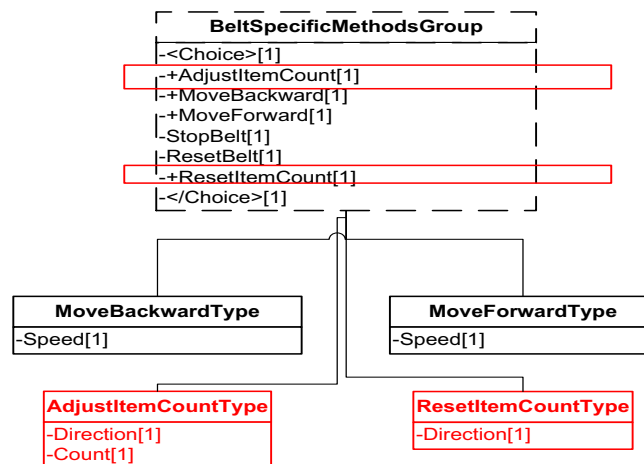 BeltSpecificMethodsGroup
-<Choice>[1]
-+AdjustItemCount[1]
-+MoveBackward[1]
-+MoveForward[1]
-StopBelt[1]
-ResetBelt[1]
-+ResetItemCount[1]
-</Choice>[1]
MoveBackwardType
-Speed[1]
MoveForwardType
-Speed[1]
AdjustItemCountType
-Direction[1]
-Count[1]
ResetItemCountType
-Direction[1]